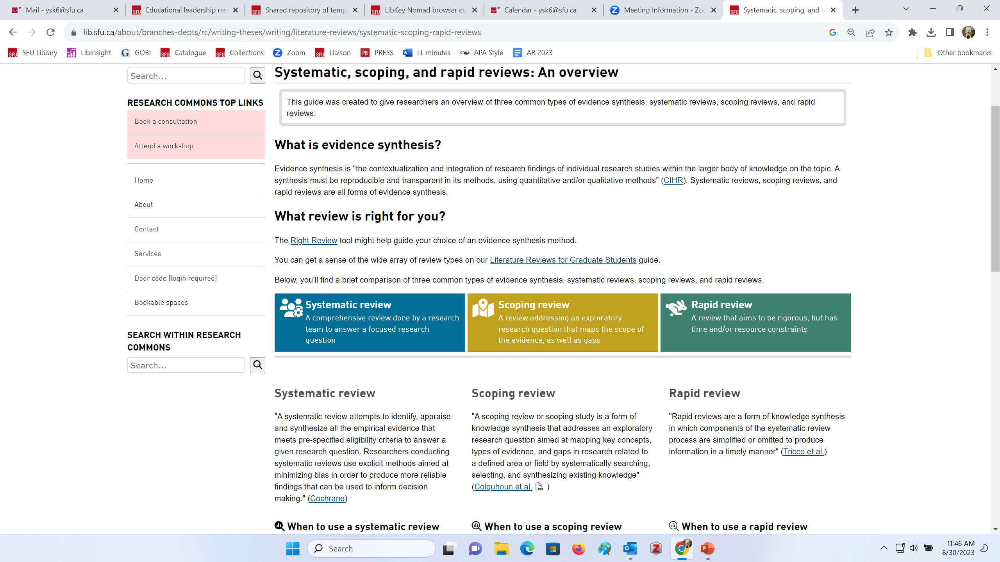 Mail - ysk6@sfu.ca
Educational leadership res
Shared repository of templ
LibKey Nomad browser ext
Calendar - ysk6@sfu.ca
Meeting Information - Zoo
Systematic, scoping, and ra
lib.sfu.ca/about/branches-depts/rc/writing-theses/writing/literature-reviews/systematic-scoping-rapid-reviews
SFU Library
LibInsight
GOBI
Catalogue
Collections
Zoom
Liaison
PRESS
LL minutes
APA Style
AR 2023
Other bookmarks
Search...
RESEARCH COMMONS TOP LINKS
Book a consultation
Attend a workshop
Home
About
Contact
Services
Door code (login required)
Bookable spaces
SEARCH WITHIN RESEARCH
COMMONS
Search...
Systematic, scoping, and rapid reviews: An overview
This guide was created to give researchers an overview of three common types of evidence synthesis: systematic reviews, scoping reviews, and rapid
reviews.
What is evidence synthesis?
Evidence synthesis is "the contextualization and integration of research findings of individual research studies within the larger body of knowledge on the topic. A
synthesis must be reproducible and transparent in its methods, using quantitative and/or qualitative methods" (CIHR). Systematic reviews, scoping reviews, and
rapid reviews are all forms of evidence synthesis.
What review is right for you?
The Right Review tool might help guide your choice of an evidence synthesis method.
You can get a sense of the wide array of review types on our Literature Reviews for Graduate Students guide.
Below, you'll find a brief comparison of three common types of evidence synthesis: systematic reviews, scoping reviews, and rapid reviews.
Systematic review
A comprehensive review done by a research
team to answer a focused research
question
Scoping review
A review addressing an exploratory
research question that maps the scope of
the evidence, as well as gaps
Rapid review
A review that aims to be rigorous, but has
time and/or resource constraints
Systematic review
"A systematic review attempts to identify, appraise
and synthesize all the empirical evidence that
meets pre-specified eligibility criteria to answer a
given research question. Researchers conducting
systematic reviews use explicit methods aimed at
minimizing bias in order to produce more reliable
findings that can be used to inform decision
making." (Cochrane)
When to use a systematic review
Scoping review
"A scoping review or scoping study is a form of
knowledge synthesis that addresses an exploratory
research question aimed at mapping key concepts,
types of evidence, and gaps in research related to
a defined area or field by systematically searching,
selecting, and synthesizing existing knowledge"
(Colquhoun et al. PDF )
When to use a scoping review
Rapid review
"Rapid reviews are a form of knowledge synthesis
in which components of the systematic review
process are simplified or omitted to produce
information in a timely manner" (Tricco et al.)
When to use a rapid review
Search
11:46 AM
8/30/2023